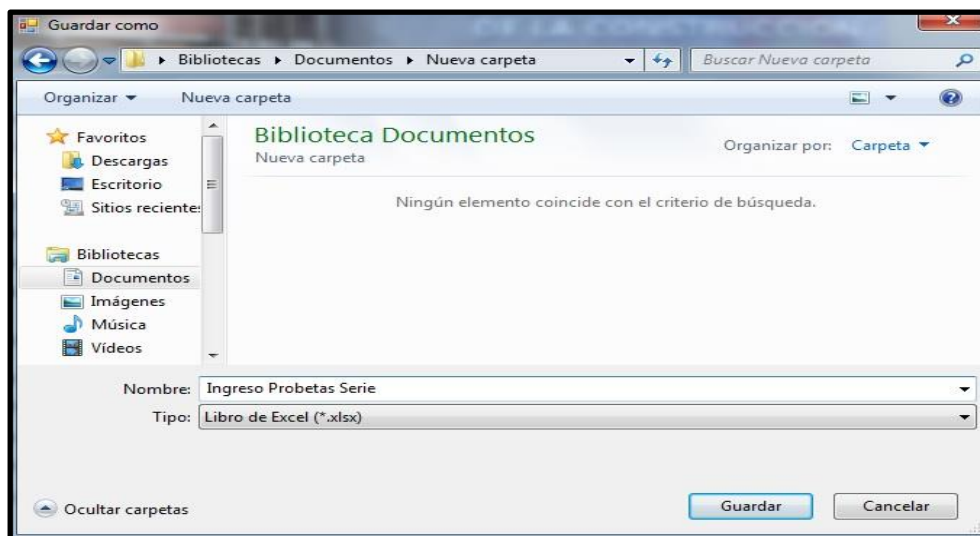 Guardar como
Bibliotecas ▸ Documentos ▸ Nueva carpeta
Buscar Nueva carpeta
Organizar
Nueva carpeta
Favoritos
Descargas
Escritorio
Sitios recientes
Bibliotecas
Documentos
Imágenes
Música
Vídeos
Biblioteca Documentos
Nueva carpeta
Organizar por: Carpeta
Ningún elemento coincide con el criterio de búsqueda.
Nombre: Ingreso Probetas Serie
Tipo: Libro de Excel (*.xlsx)
Ocultar carpetas
Guardar
Cancelar